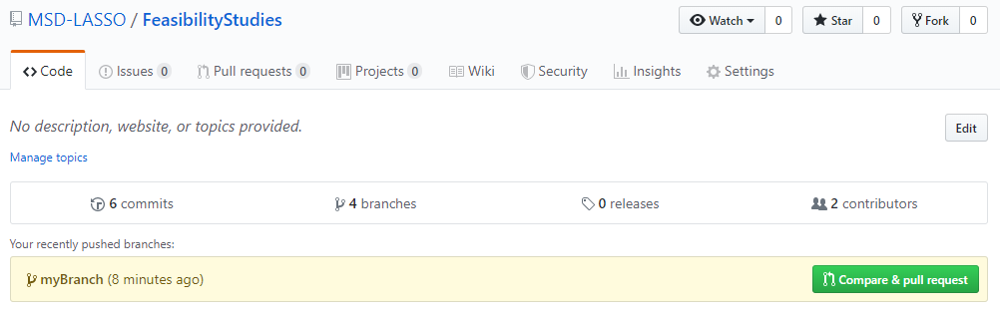 MSD-LASSO / FeasibilityStudies Watch 0 Star 0 Fork 0
Code Issues 0 Pull requests 0 Projects 0 Wiki Security Insights Settings
No description, website, or topics provided. Edit
Manage topics
6 commits 4 branches 0 releases 2 contributors
Your recently pushed branches:
myBranch (8 minutes ago) Compare & pull request